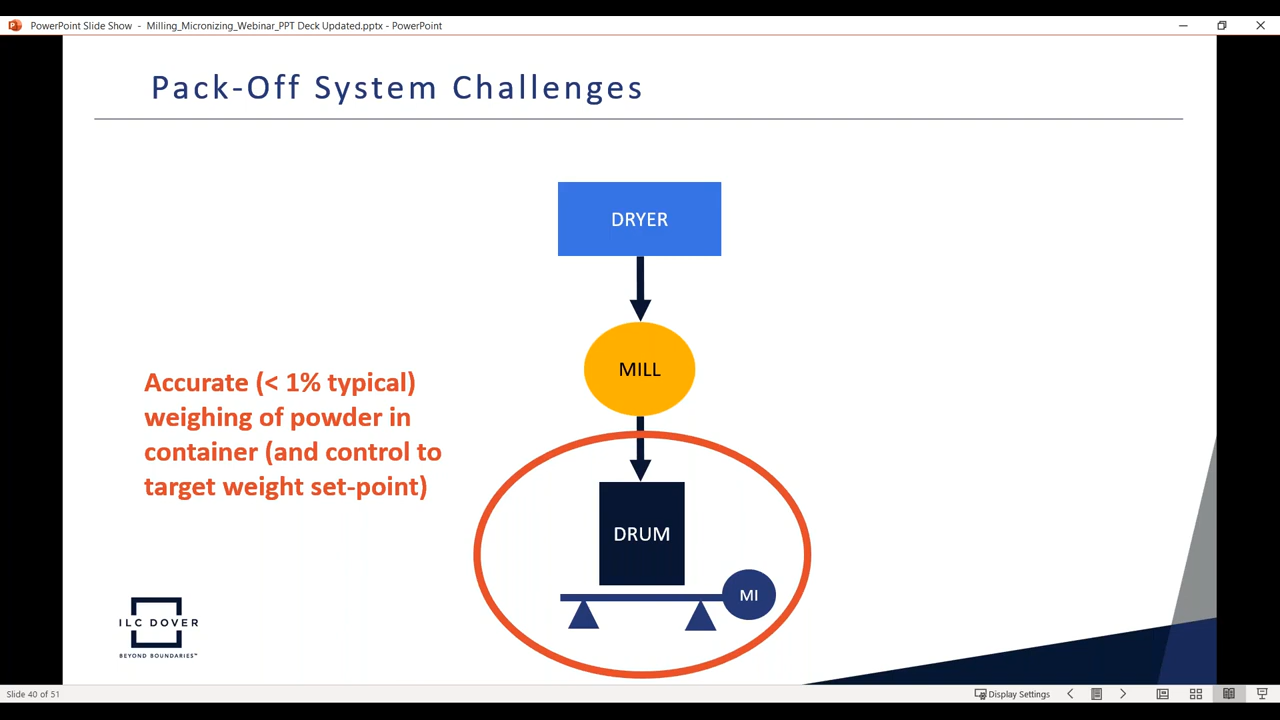 PowerPoint Slide Show - Milling_Micronizing_Webinar_PPT Deck Updated.pptx - PowerPoint
Pack-Off System Challenges
DRYER
MILL
Accurate (< 1% typical)
weighing of powder in
container (and control to
target weight set-point)
DRUM
MI
ILC DOVER
BEYOND BOUNDARIES™
Slide 40 of 51
Display Settings